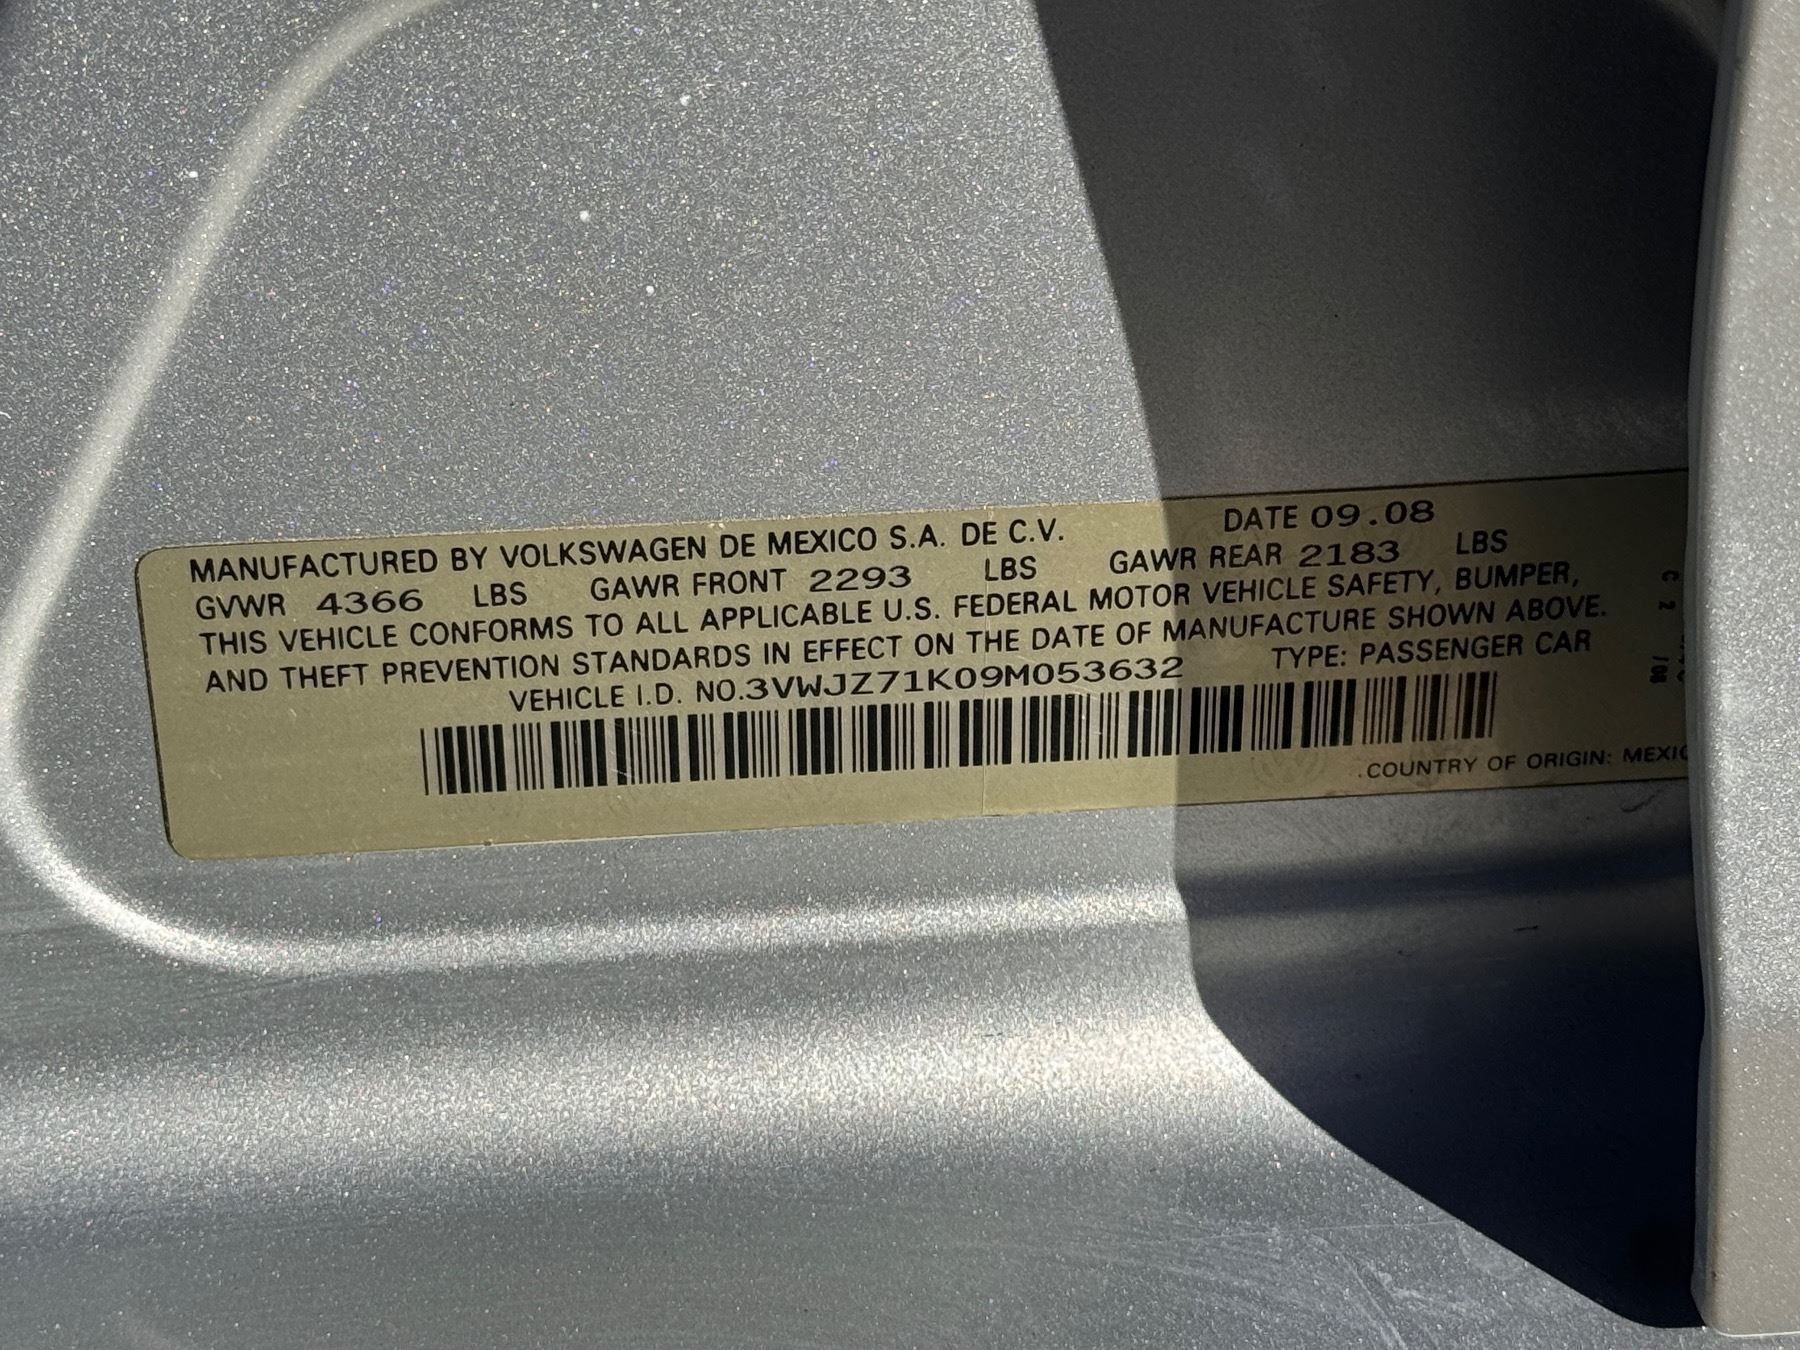 MANUFACTURED BY VOLKSWAGEN DE MEXICO S.A. DE C.V. DATE 09.08
GVWR 4366 LBS GAWR FRONT 2293 LBS GAWR REAR 2183 LBS
THIS VEHICLE CONFORMS TO ALL APPLICABLE U.S. FEDERAL MOTOR VEHICLE SAFETY, BUMPER,
AND THEFT PREVENTION STANDARDS IN EFFECT ON THE DATE OF MANUFACTURE SHOWN ABOVE.
VEHICLE I.D. NO.3VWJZ71K09M053632 TYPE: PASSENGER CAR
COUNTRY OF ORIGIN: MEXIC